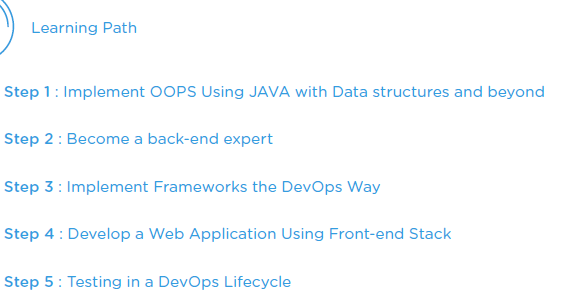 Learning Path
Step 1 : Implement OOPS Using JAVA with Data structures and beyond
Step 2 : Become a back-end expert
Step 3 : Implement Frameworks the DevOps Way
Step 4 : Develop a Web Application Using Front-end Stack
Step 5 : Testing in a DevOps Lifecycle